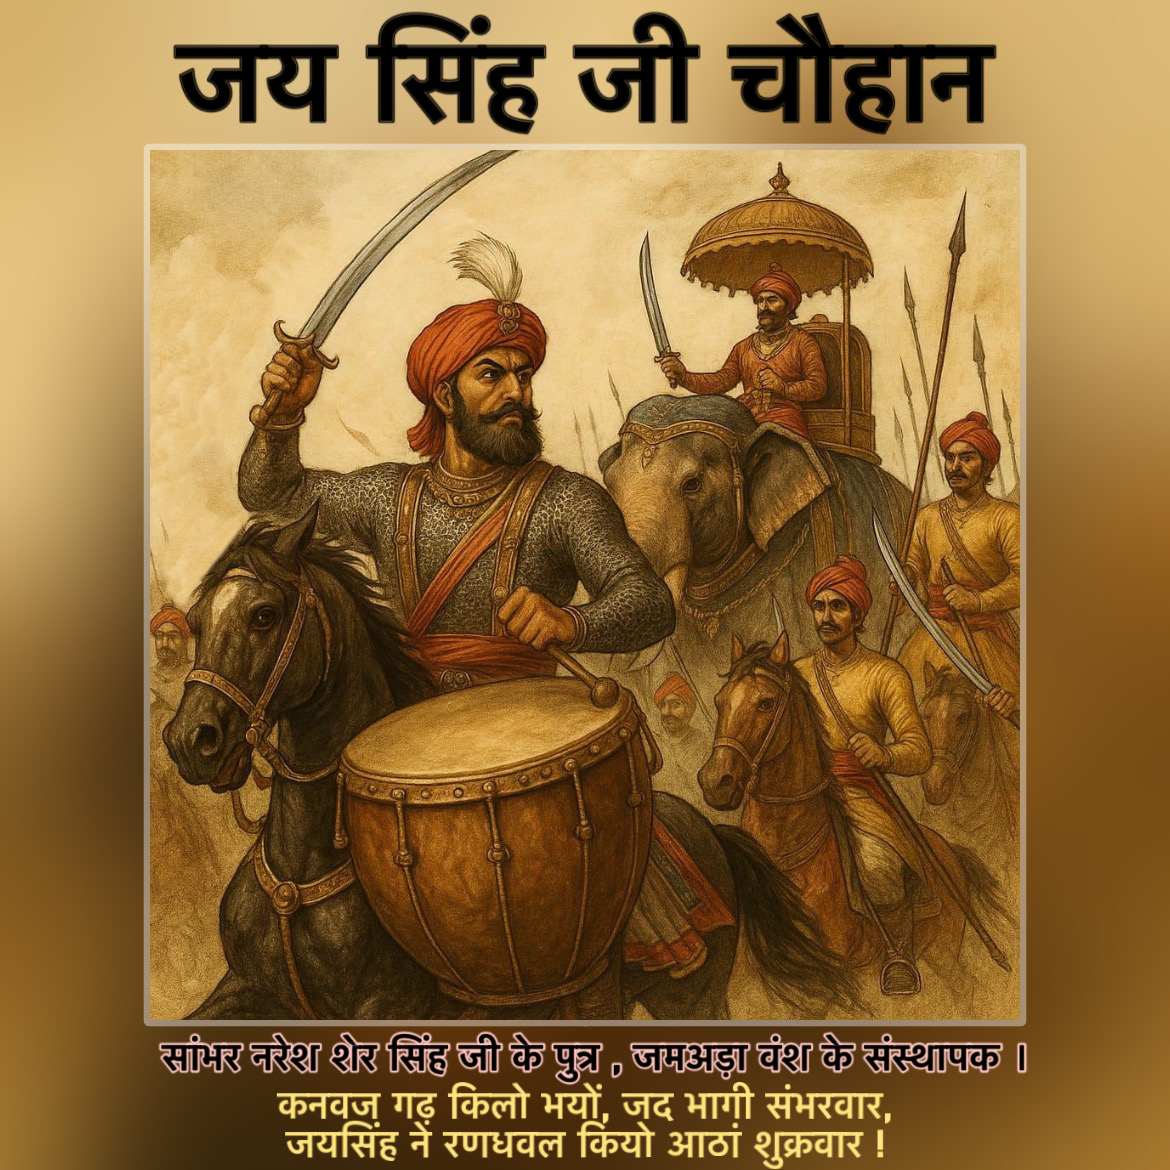 जय सिंह जी चौहान
सांभर नरेश शेर सिंह जी के पुत्र , जमअड़ा वंश के संस्थापक ।
कनवज गढ़ किलो भयों, जद भागी संभरवार,
जयसिंह नें रणधवल कियो आठां शुक्रवार !